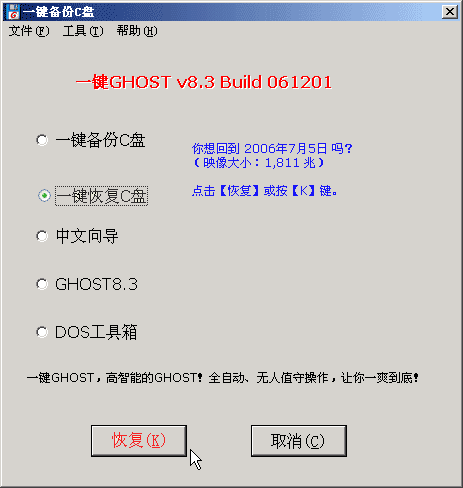 一键备份C盘
文件(F) 工具(T) 帮助(H)
一键GHOST v8.3 Build 061201
一键备份C盘
你想回到 2006年7月5日 吗？
（映像大小：1,811 兆）
一键恢复C盘
点击【恢复】或按【K】键。
中文向导
GHOST8.3
DOS工具箱
一键GHOST，高智能的GHOST！全自动、无人值守操作，让你一爽到底！
恢复(K) 取消(C)